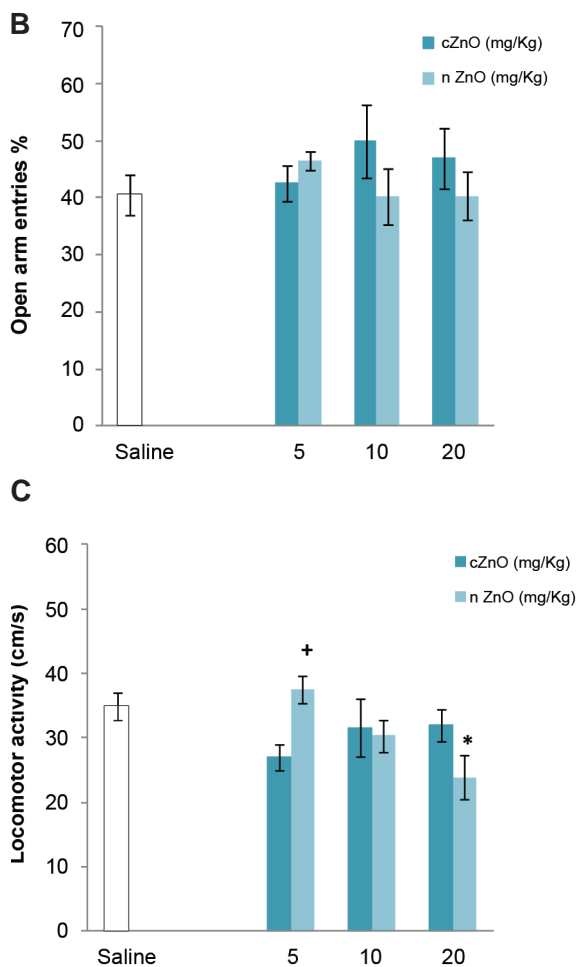 B
Open arm entries %
70
60
50
40
30
20
10
0
cZnO (mg/Kg)
n ZnO (mg/Kg)
Saline 5 10 20
C
Locomotor activity (cm/s)
60
50
40
30
20
10
0
cZnO (mg/Kg)
n ZnO (mg/Kg)
+
*
Saline 5 10 20